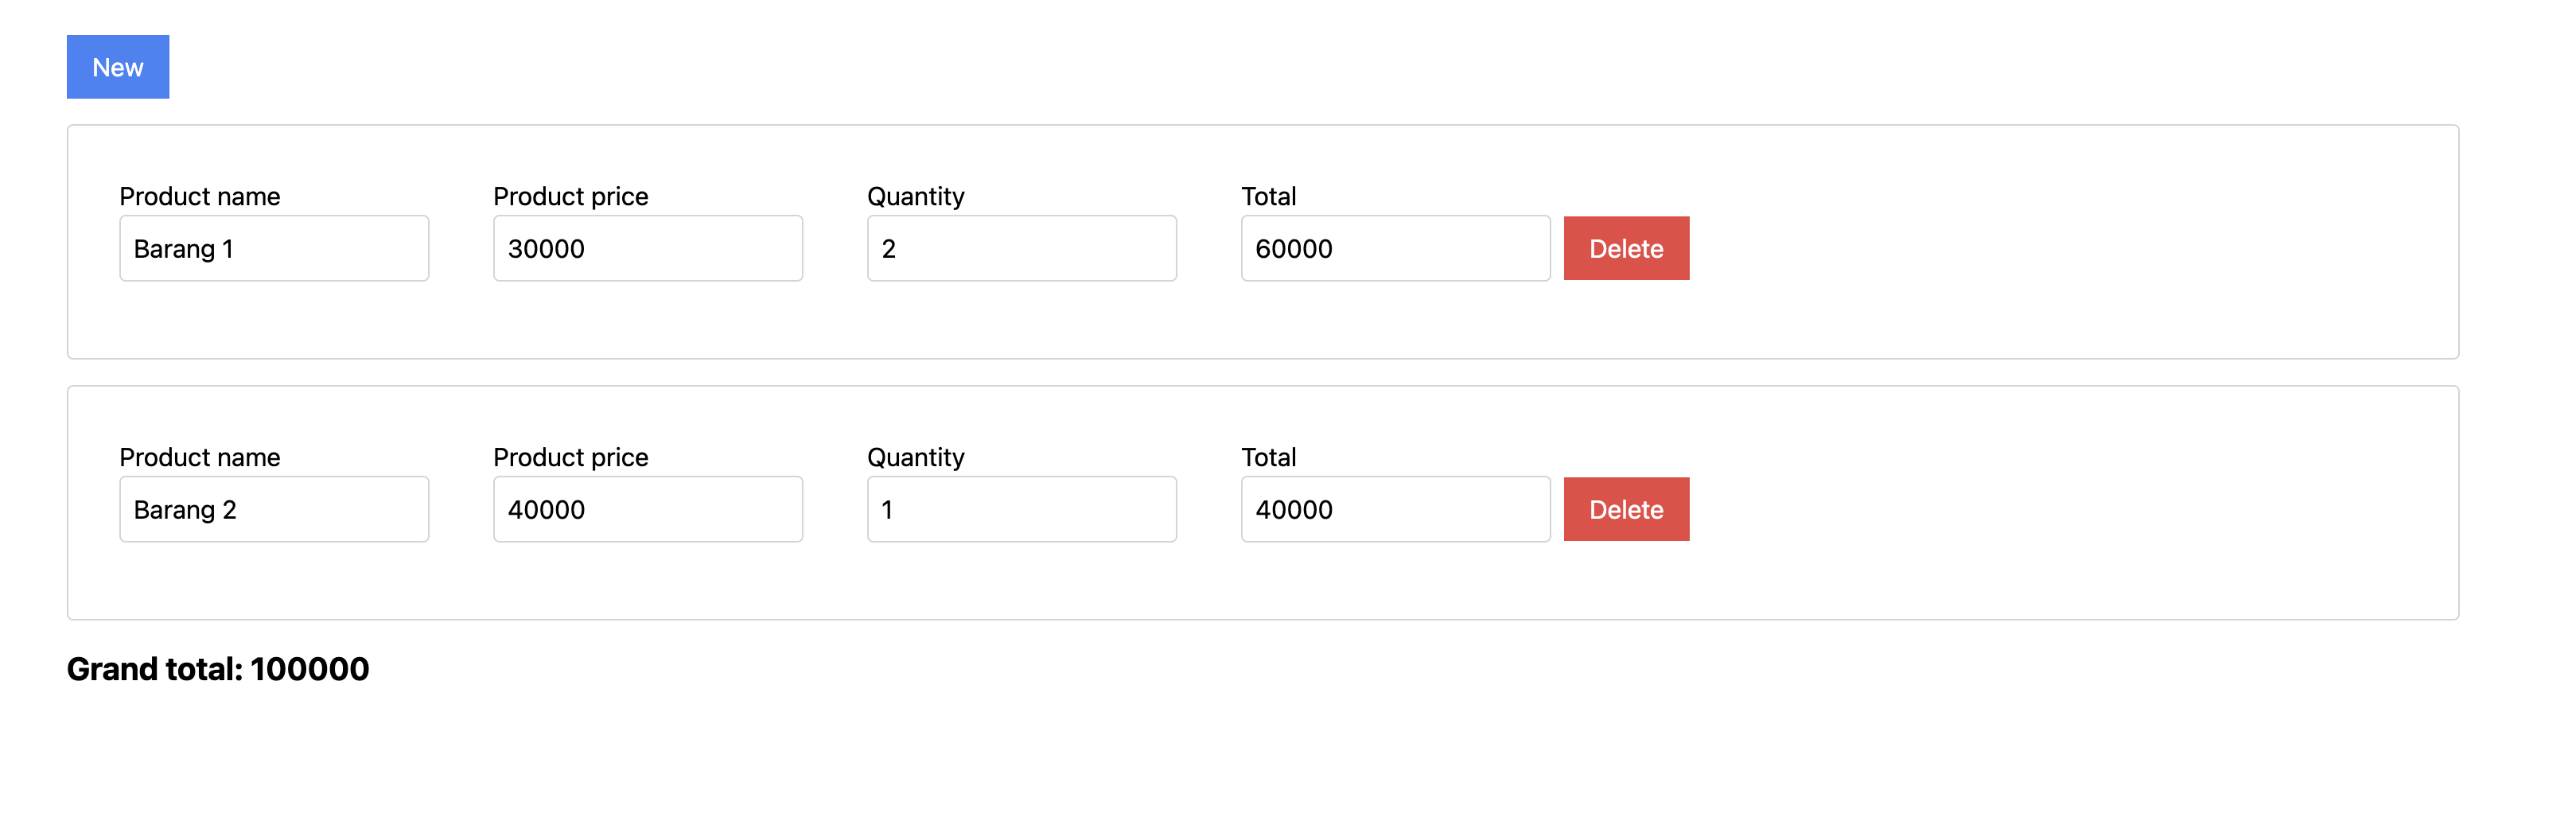 New
Product name Product price Quantity Total
Barang 1 30000 2 60000 Delete
Product name Product price Quantity Total
Barang 2 40000 1 40000 Delete
Grand total: 100000